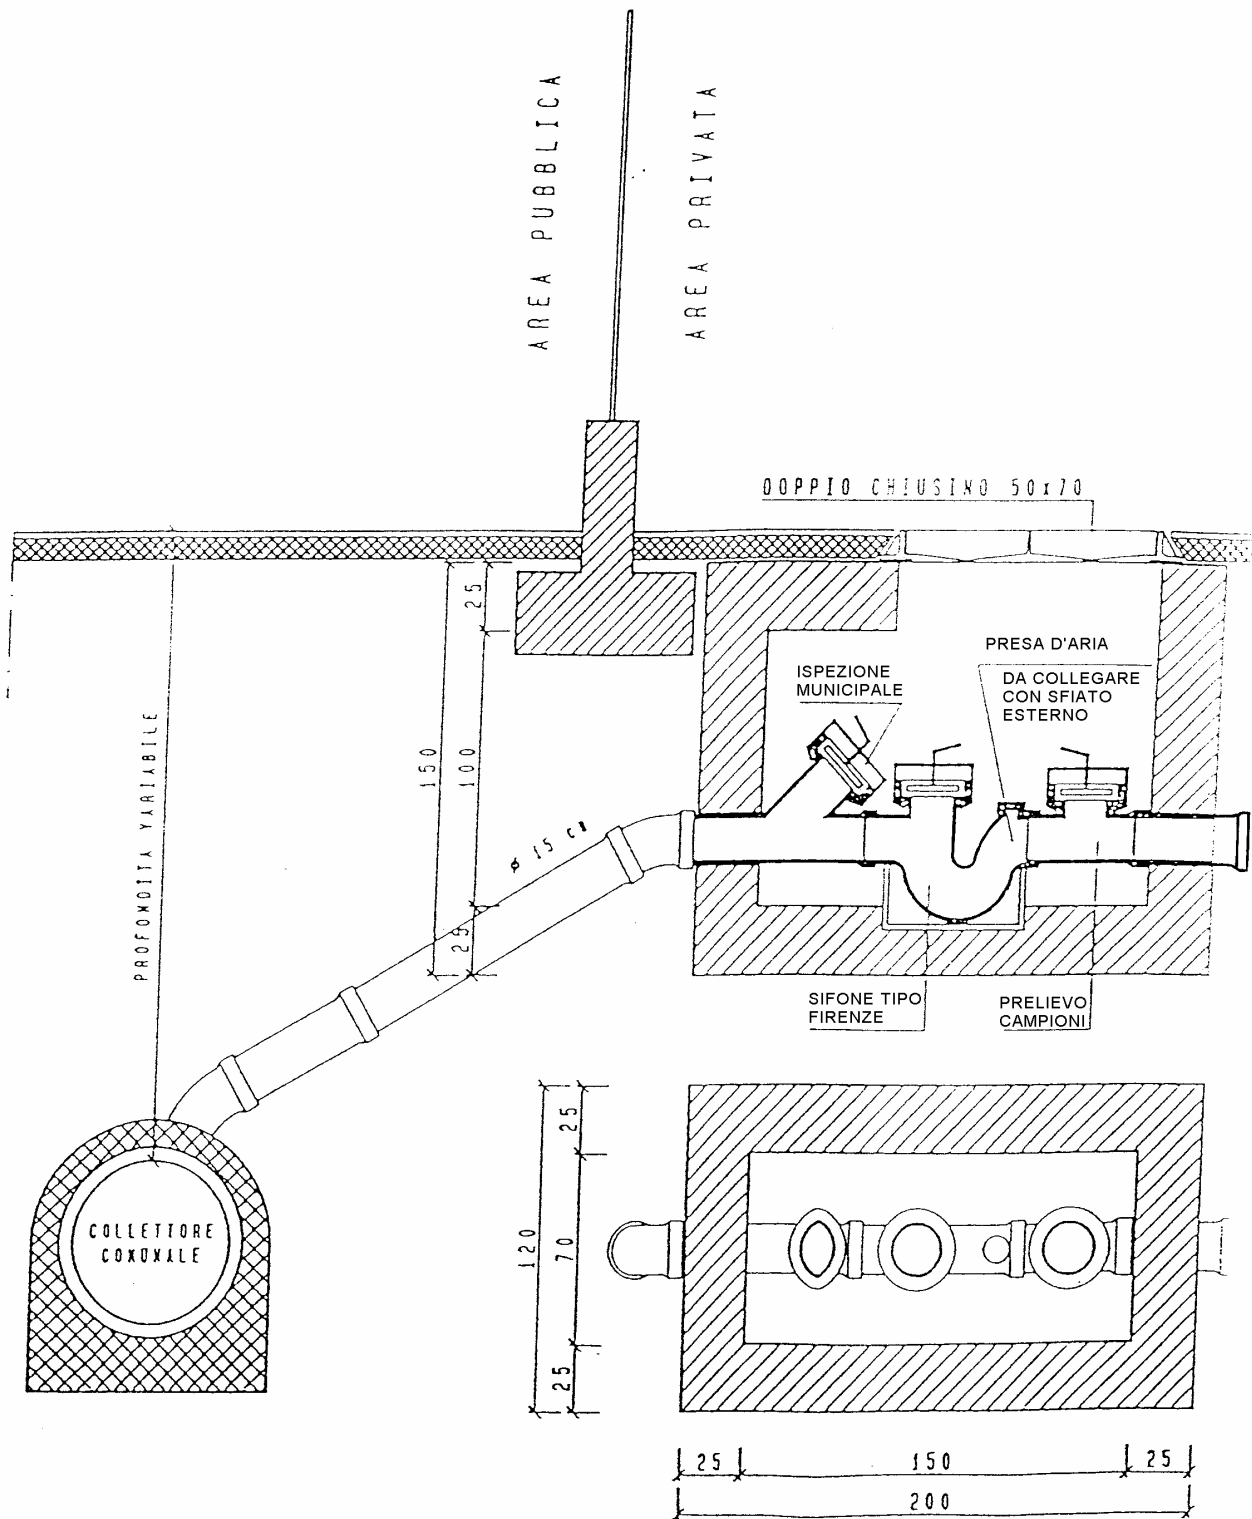 AREA PUBBLICA
AREA PRIVATA
DOPPIO CHIUSINO 50x70
25
150
100
25
PROFONDITA VARIABILE
ø 15 CM
ISPEZIONE
MUNICIPALE
PRESA D'ARIA
DA COLLEGARE
CON SFIATO
ESTERNO
SIFONE TIPO
FIRENZE
PRELIEVO
CAMPIONI
COLLETTORE
COMUNALE
25
120
70
25
25
150
25
200